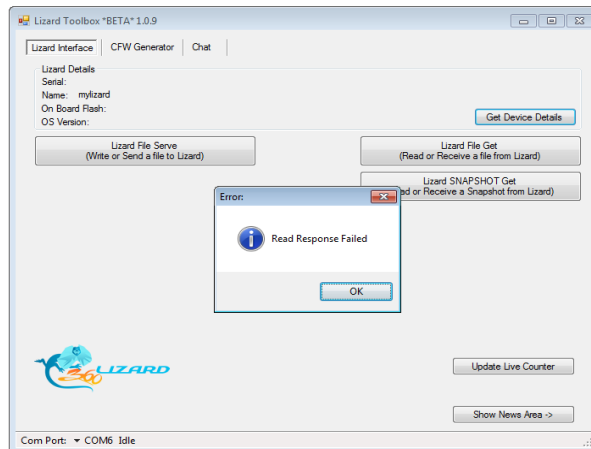 Lizard Toolbox *BETA* 1.0.9
Lizard Interface
CFW Generator
Chat
Lizard Details
Serial:
Name: mylizard
On Board Flash:
OS Version:
Get Device Details
Lizard File Serve
(Write or Send a file to Lizard)
Lizard File Get
(Read or Receive a file from Lizard)
Lizard SNAPSHOT Get
ad or Receive a Snapshot from Lizard)
Error:
Read Response Failed
OK
360 LIZARD
Update Live Counter
Show News Area ->
Com Port: COM6 Idle